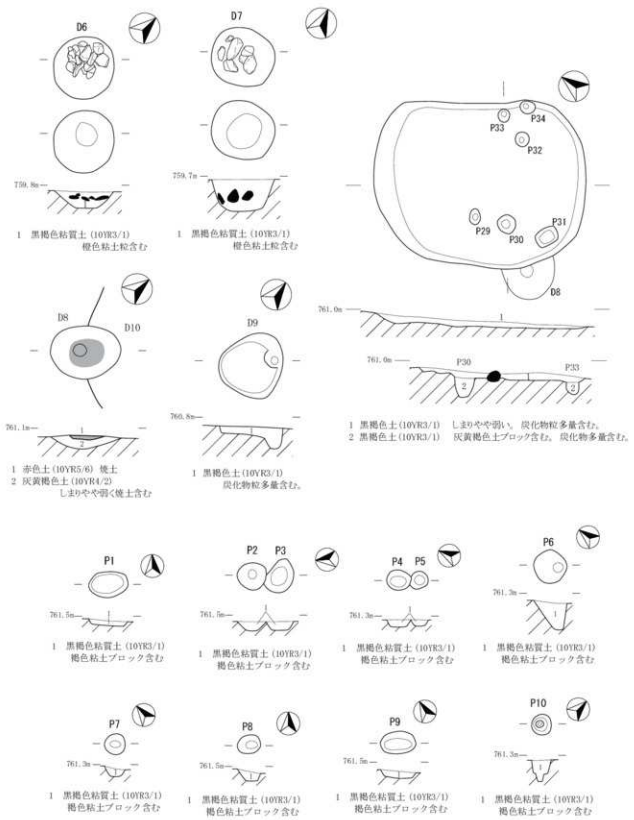 D6
759.8m
1 黒褐色粘質土 (10YR3/1)
橙色粘土粒含む
D7
759.7m
1 黒褐色粘質土 (10YR3/1)
橙色粘土粒含む
P33
P34
P32
P29
P30
P31
D8
761.0m
1
761.0m
P30
P33
2
1
2
1 黒褐色土 (10YR3/1) しまりやや弱い。炭化物粒多量含む。
2 黒褐色土 (10YR3/1) 灰黄褐色土ブロック含む。炭化物多量含む。
D8
D10
761.1m
1
2
1 赤色土 (10YR5/6) 焼土
2 灰黄褐色土 (10YR4/2)
しまりやや弱く焼土含む
D9
760.8m
1
1 黒褐色土 (10YR3/1)
炭化物粒多量含む。
P1
761.5m
1
1 黒褐色粘質土 (10YR3/1)
褐色粘土ブロック含む
P2
P3
761.5m
1
1 黒褐色粘質土 (10YR3/1)
褐色粘土ブロック含む
P4
P5
761.3m
1
1 黒褐色粘質土 (10YR3/1)
褐色粘土ブロック含む
P6
761.3m
1
1 黒褐色粘質土 (10YR3/1)
褐色粘土ブロック含む
P7
761.3m
1
1 黒褐色粘質土 (10YR3/1)
褐色粘土ブロック含む
P8
761.5m
1
1 黒褐色粘質土 (10YR3/1)
褐色粘土ブロック含む
P9
761.5m
1
1 黒褐色粘質土 (10YR3/1)
褐色粘土ブロック含む
P10
761.3m
1
1 黒褐色粘質土 (10YR3/1)
褐色粘土ブロック含む